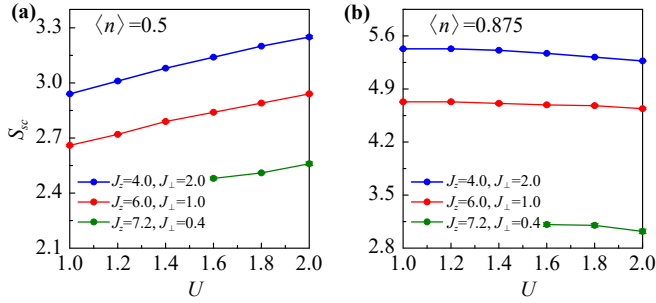 (a) ⟨n⟩=0.5
S_sc
3.3
3.0
2.7
2.4
2.1
J_z=4.0, J_⊥=2.0
J_z=6.0, J_⊥=1.0
J_z=7.2, J_⊥=0.4
1.0 1.2 1.4 1.6 1.8 2.0
U
(b) ⟨n⟩=0.875
5.6
4.9
4.2
3.5
2.8
J_z=4.0, J_⊥=2.0
J_z=6.0, J_⊥=1.0
J_z=7.2, J_⊥=0.4
1.0 1.2 1.4 1.6 1.8 2.0
U